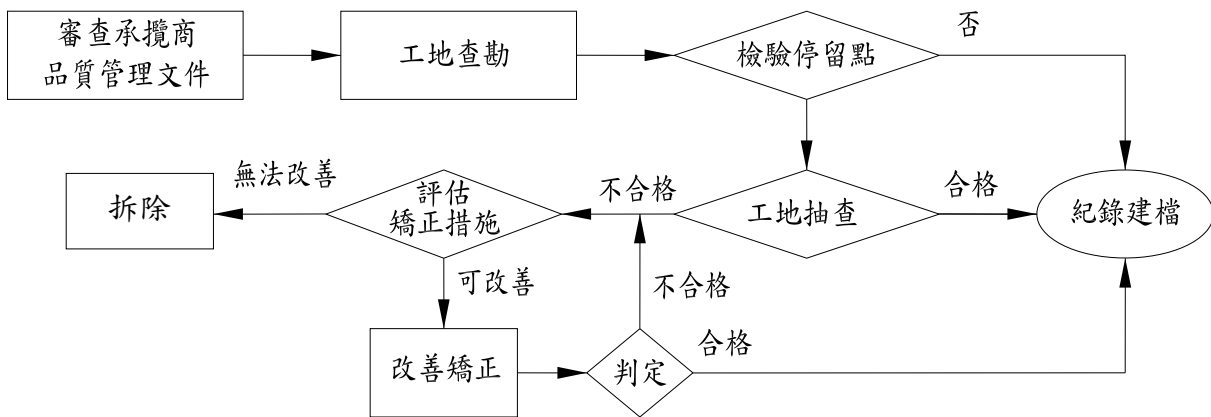 審查承攬商
品質管理文件
工地查勘
檢驗停留點
否
拆除
無法改善
評估
矯正措施
不合格
工地抽查
合格
紀錄建檔
可改善
不合格
改善矯正
判定
合格